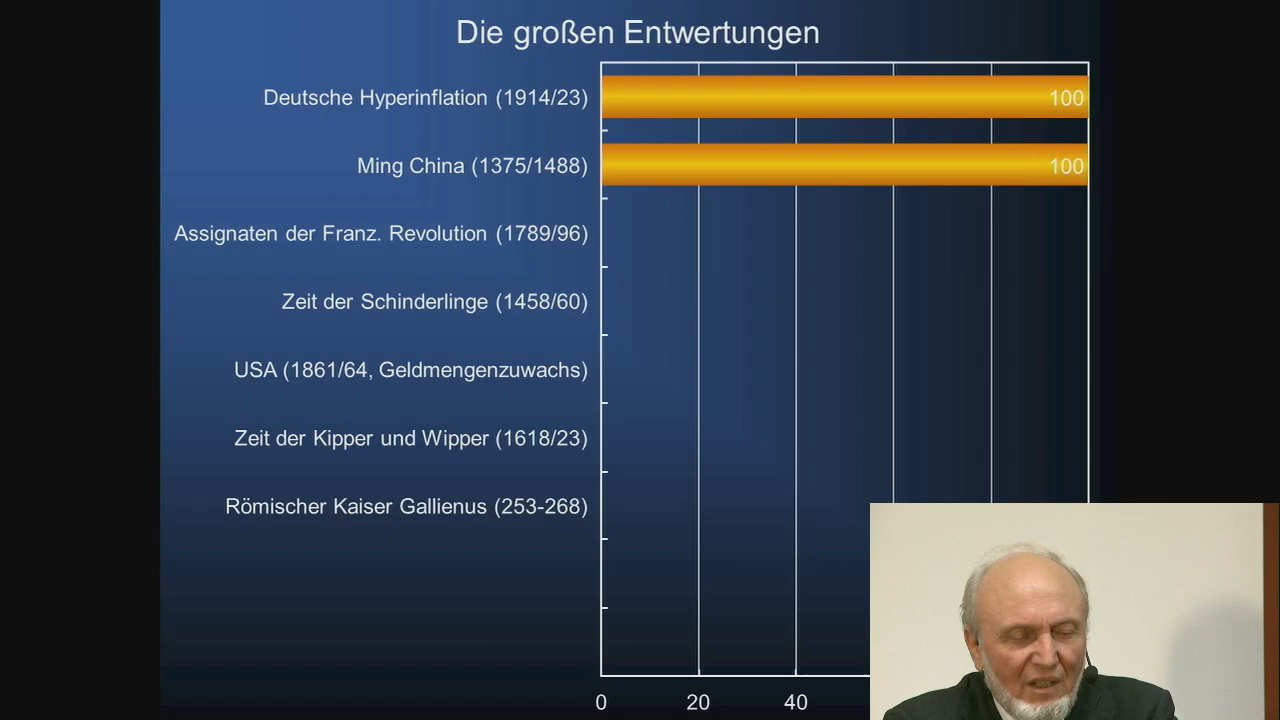 Die großen Entwertungen
Deutsche Hyperinflation (1914/23)
100
Ming China (1375/1488)
100
Assignaten der Franz. Revolution (1789/96)
Zeit der Schinderlinge (1458/60)
USA (1861/64, Geldmengenzuwachs)
Zeit der Kipper und Wipper (1618/23)
Römischer Kaiser Gallienus (253-268)
0 20 40